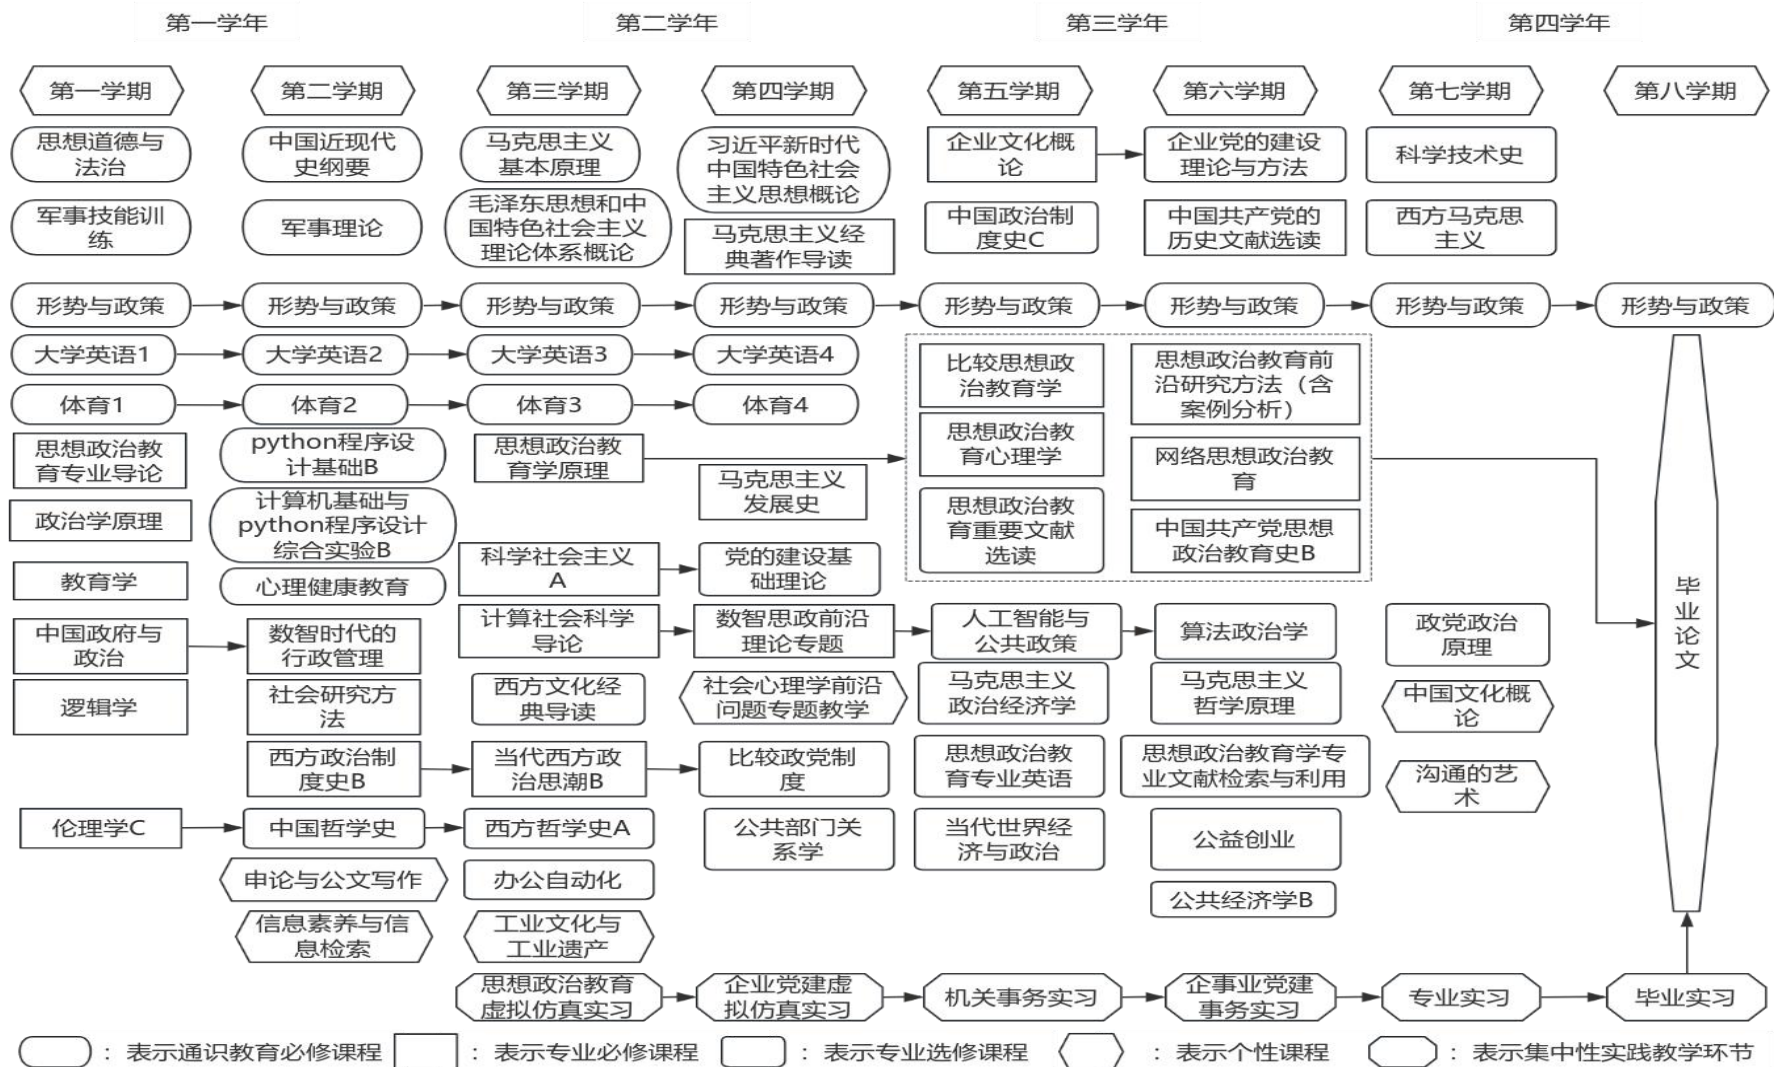 第一学年
第二学年
第三学年
第四学年
第一学期
第二学期
第三学期
第四学期
第五学期
第六学期
第七学期
第八学期
思想道德与
法治
中国近现代
史纲要
马克思主义
基本原理
习近平新时代
中国特色社会
主义思想概论
企业文化概
论
企业党的建设
理论与方法
科学技术史
军事技能训
练
军事理论
毛泽东思想和中
国特色社会主义
理论体系概论
马克思主义经
典著作导读
中国政治制
度史C
中国共产党的
历史文献选读
西方马克思
主义
形势与政策
形势与政策
形势与政策
形势与政策
形势与政策
形势与政策
形势与政策
形势与政策
大学英语1
大学英语2
大学英语3
大学英语4
体育1
体育2
体育3
体育4
比较思想政
治教育学
思想政治教育前
沿研究方法（含
案例分析）
思想政治教
育专业导论
python程序设
计基础B
思想政治教
育学原理
马克思主义
发展史
思想政治教
育心理学
网络思想政治教
育
政治学原理
计算机基础与
python程序设计
综合实验B
思想政治教
育重要文献
选读
中国共产党思想
政治教育史B
教育学
心理健康教育
科学社会主义
A
党的建设基
础理论
中国政府与
政治
数智时代的
行政管理
计算社会科学
导论
数智思政前沿
理论专题
人工智能与
公共政策
算法政治学
政党政治
原理
毕业论文
逻辑学
社会研究方
法
西方文化经
典导读
社会心理学前沿
问题专题教学
马克思主义
政治经济学
马克思主义
哲学原理
中国文化概
论
西方政治制
度史B
当代西方政
治思潮B
比较政党制
度
思想政治教
育专业英语
思想政治教育学专
业文献检索与利用
沟通的艺
术
伦理学C
中国哲学史
西方哲学史A
公共部门关
系学
当代世界经
济与政治
公益创业
申论与公文写作
办公自动化
公共经济学B
信息素养与信
息检索
工业文化与
工业遗产
思想政治教育
虚拟仿真实习
企业党建虚
拟仿真实习
机关事务实习
企事业党建
事务实习
专业实习
毕业实习
：表示通识教育必修课程
：表示专业必修课程
：表示专业选修课程
：表示个性课程
：表示集中性实践教学环节